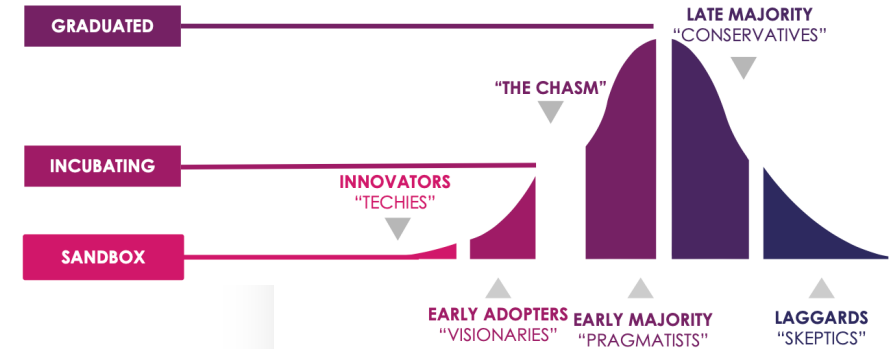 GRADUATED
LATE MAJORITY
“CONSERVATIVES”
“THE CHASM”
INCUBATING
INNOVATORS
“TECHIES”
SANDBOX
EARLY ADOPTERS
“VISIONARIES”
EARLY MAJORITY
“PRAGMATISTS”
LAGGARDS
“SKEPTICS”